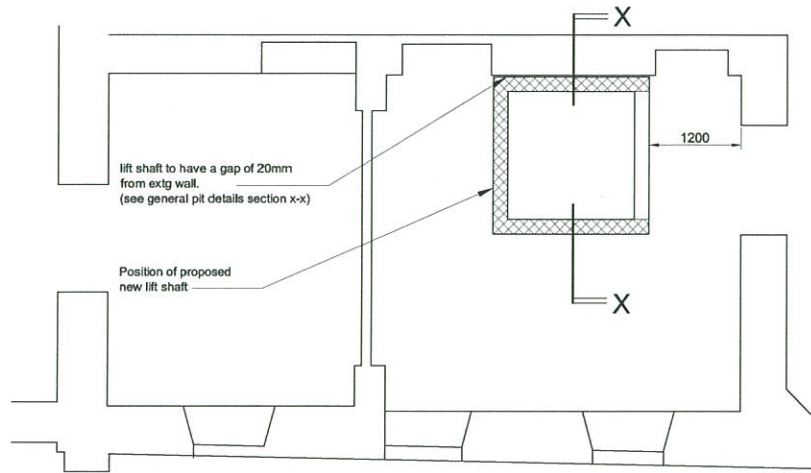 X
1200
lift shaft to have a gap of 20mm
from extg wall.
(see general pit details section x-x)
Position of proposed
new lift shaft
X